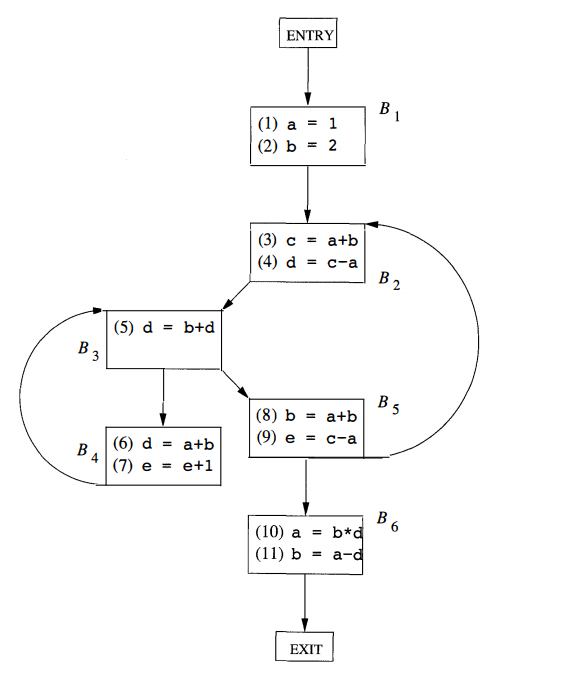 ENTRY
B1
(1) a = 1
(2) b = 2
(3) c = a+b
(4) d = c-a
B2
(5) d = b+d
B3
B5
(8) b = a+b
(9) e = c-a
(6) d = a+b
(7) e = e+1
B4
B6
(10) a = b*d
(11) b = a-d
EXIT